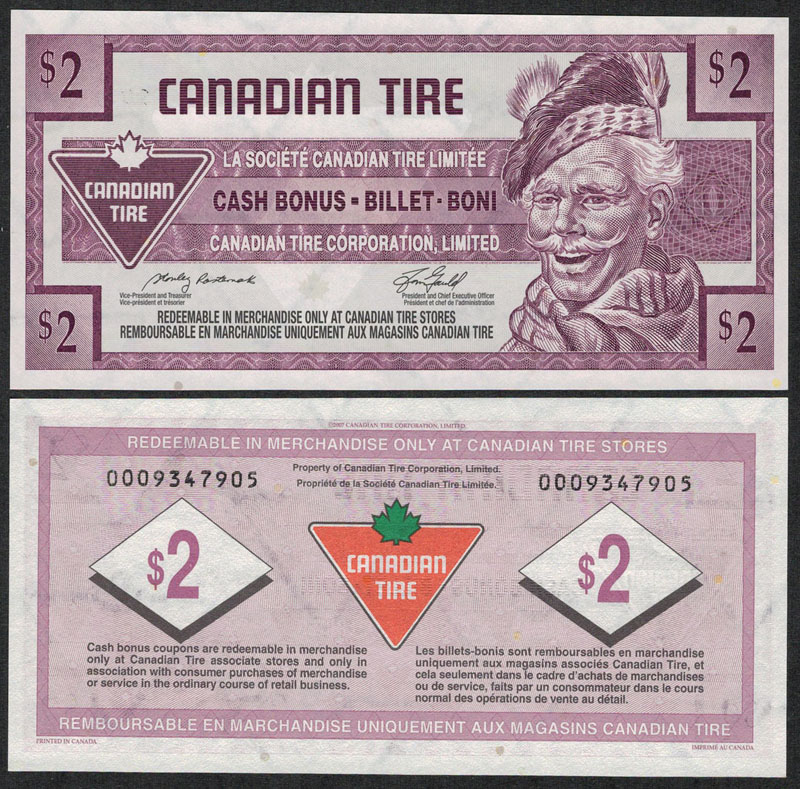 $2
$2
CANADIAN TIRE
LA SOCIÉTÉ CANADIAN TIRE LIMITÉE
CANADIAN
TIRE
CASH BONUS - BILLET - BONI
CANADIAN TIRE CORPORATION, LIMITED
Vice-President and Treasurer
Vice-président et trésorier
President and Chief Executive Officer
Président et chef de l'administration
REDEEMABLE IN MERCHANDISE ONLY AT CANADIAN TIRE STORES
REMBOURSABLE EN MARCHANDISE UNIQUEMENT AUX MAGASINS CANADIAN TIRE
$2
$2
©2007 CANADIAN TIRE CORPORATION, LIMITED
REDEEMABLE IN MERCHANDISE ONLY AT CANADIAN TIRE STORES
Property of Canadian Tire Corporation, Limited.
Propriété de la Société Canadian Tire Limitée.
0009347905
0009347905
$2
CANADIAN
TIRE
$2
Cash bonus coupons are redeemable in merchandise
only at Canadian Tire associate stores and only in
association with consumer purchases of merchandise
or service in the ordinary course of retail business.
Les billets-bonis sont remboursables en marchandise
uniquement aux magasins associés Canadian Tire, et
cela seulement dans le cadre d'achats de marchandises
ou de service, faits par un consommateur dans le cours
normal des opérations de vente au détail.
REMBOURSABLE EN MARCHANDISE UNIQUEMENT AUX MAGASINS CANADIAN TIRE
PRINTED IN CANADA
IMPRIMÉ AU CANADA